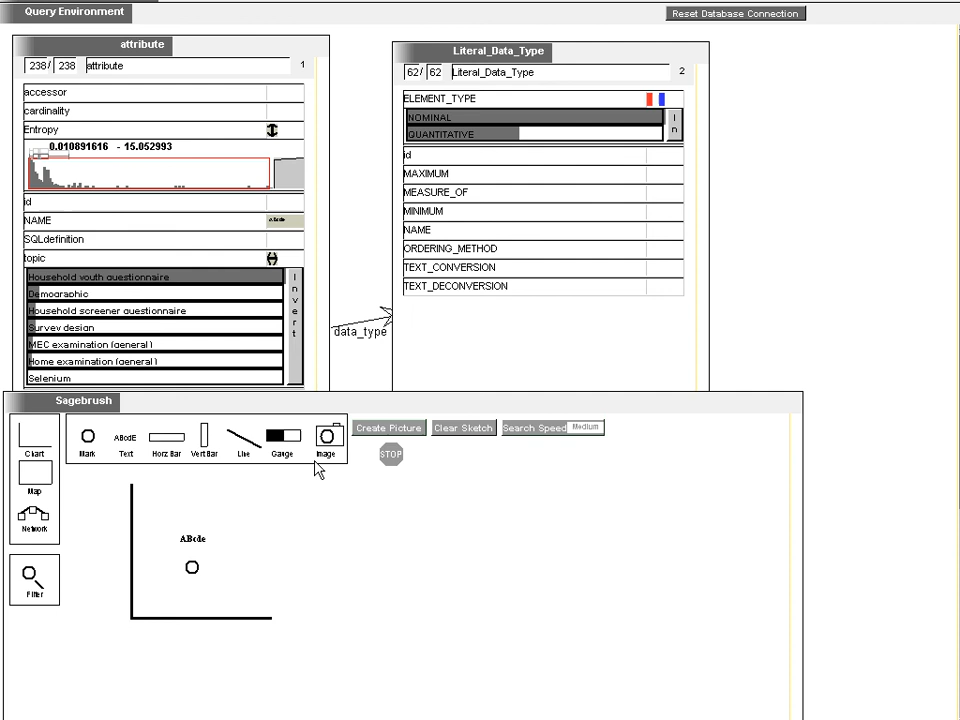 Query Environment
Reset Database Connection
attribute
238/ 238 attribute 1
accessor
cardinality
Entropy
0.010891616 - 15.052993
id
NAME
SQLdefinition
topic
Household youth questionnaire
Demographic
Household screener questionnaire
Survey design
MEC examination (general)
Home examination (general)
Selenium
Invert
data_type
Literal_Data_Type
62/ 62 Literal_Data_Type 2
ELEMENT_TYPE
NOMINAL
QUANTITATIVE
In
id
MAXIMUM
MEASURE_OF
MINIMUM
NAME
ORDERING_METHOD
TEXT_CONVERSION
TEXT_DECONVERSION
Sagebrush
Chart
Map
Network
Filter
Mark
ABcdE
Text
Horz Bar
Vert Bar
Line
Gauge
Image
Create Picture
Clear Sketch
Search Speed Medium
STOP
ABcde